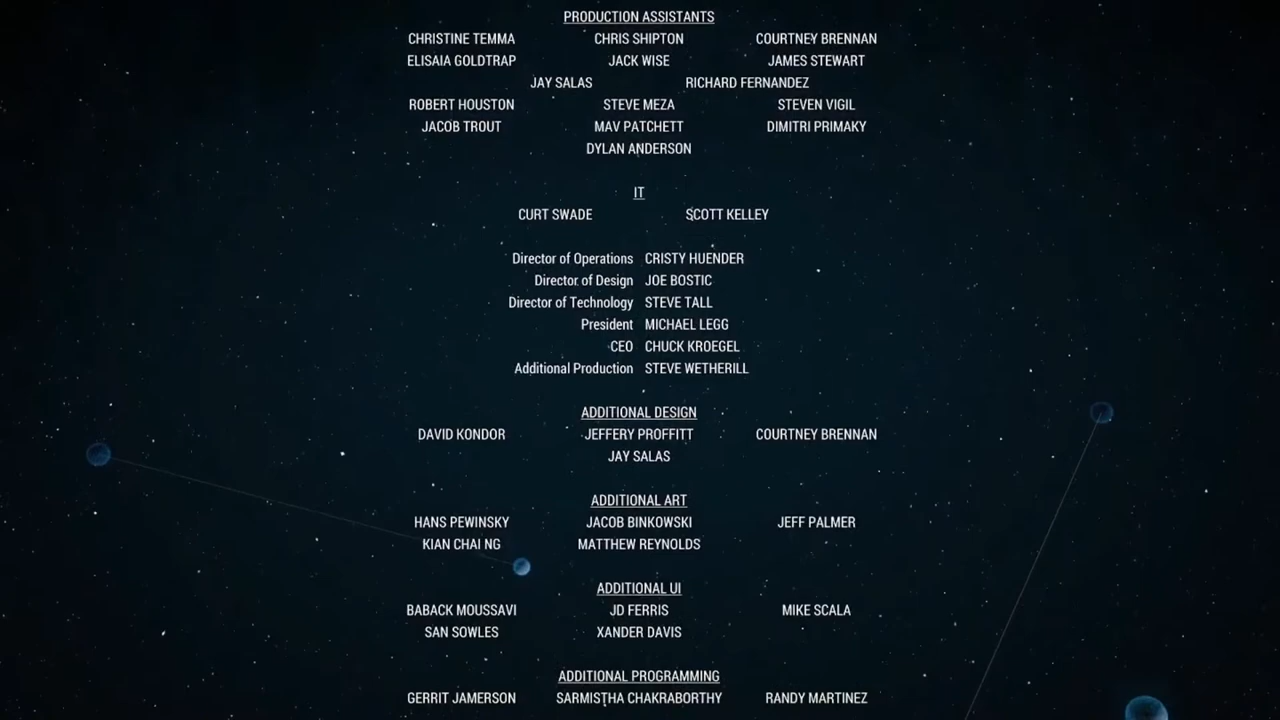 PRODUCTION ASSISTANTS
CHRISTINE TEMMA CHRIS SHIPTON COURTNEY BRENNAN
ELISAIA GOLDTRAP JACK WISE JAMES STEWART
JAY SALAS RICHARD FERNANDEZ
ROBERT HOUSTON STEVE MEZA STEVEN VIGIL
JACOB TROUT MAV PATCHETT DIMITRI PRIMAKY
DYLAN ANDERSON
IT
CURT SWADE SCOTT KELLEY
Director of Operations CRISTY HUENDER
Director of Design JOE BOSTIC
Director of Technology STEVE TALL
President MICHAEL LEGG
CEO CHUCK KROEGEL
Additional Production STEVE WETHERILL
ADDITIONAL DESIGN
DAVID KONDOR JEFFERY PROFFITT COURTNEY BRENNAN
JAY SALAS
ADDITIONAL ART
HANS PEWINSKY JACOB BINKOWSKI JEFF PALMER
KIAN CHAI NG MATTHEW REYNOLDS
ADDITIONAL UI
BABACK MOUSSAVI JD FERRIS MIKE SCALA
SAN SOWLES XANDER DAVIS
ADDITIONAL PROGRAMMING
GERRIT JAMERSON SARMISTHA CHAKRABORTHY RANDY MARTINEZ